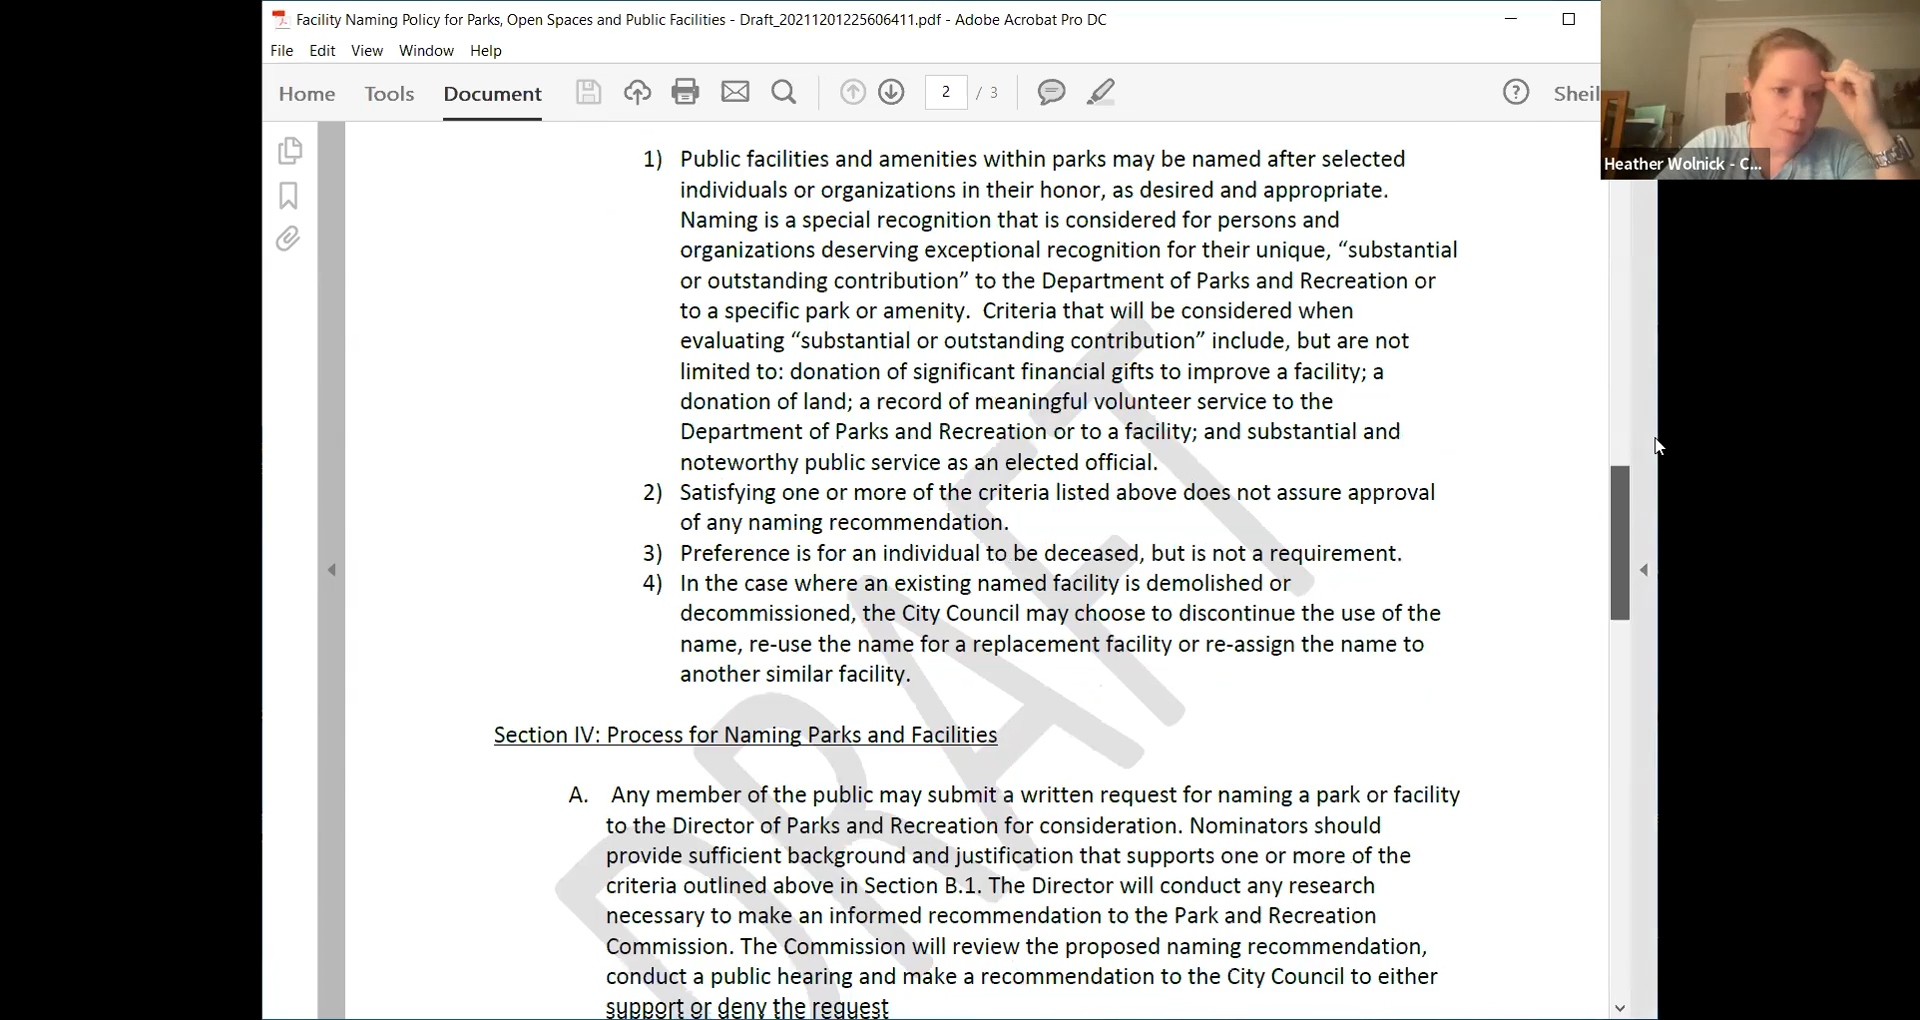 Facility Naming Policy for Parks, Open Spaces and Public Facilities - Draft_20211201225606411.pdf - Adobe Acrobat Pro DC
File Edit View Window Help
Home Tools Document 2 / 3 Sheil
Heather Wolnick - C...
1) Public facilities and amenities within parks may be named after selected
individuals or organizations in their honor, as desired and appropriate.
Naming is a special recognition that is considered for persons and
organizations deserving exceptional recognition for their unique, “substantial
or outstanding contribution” to the Department of Parks and Recreation or
to a specific park or amenity.  Criteria that will be considered when
evaluating “substantial or outstanding contribution” include, but are not
limited to: donation of significant financial gifts to improve a facility; a
donation of land; a record of meaningful volunteer service to the
Department of Parks and Recreation or to a facility; and substantial and
noteworthy public service as an elected official.
2) Satisfying one or more of the criteria listed above does not assure approval
of any naming recommendation.
3) Preference is for an individual to be deceased, but is not a requirement.
4) In the case where an existing named facility is demolished or
decommissioned, the City Council may choose to discontinue the use of the
name, re-use the name for a replacement facility or re-assign the name to
another similar facility.
Section IV: Process for Naming Parks and Facilities
A. Any member of the public may submit a written request for naming a park or facility
to the Director of Parks and Recreation for consideration. Nominators should
provide sufficient background and justification that supports one or more of the
criteria outlined above in Section B.1. The Director will conduct any research
necessary to make an informed recommendation to the Park and Recreation
Commission. The Commission will review the proposed naming recommendation,
conduct a public hearing and make a recommendation to the City Council to either
support or deny the request
DRAFT